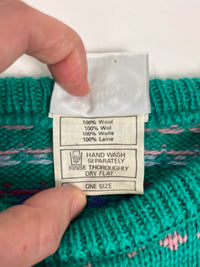 100% Wool
100% Wol
100% Wolle
100% Laine
HAND WASH
SEPARATELY
RINSE THOROUGHLY
DRY FLAT
ONE SIZE